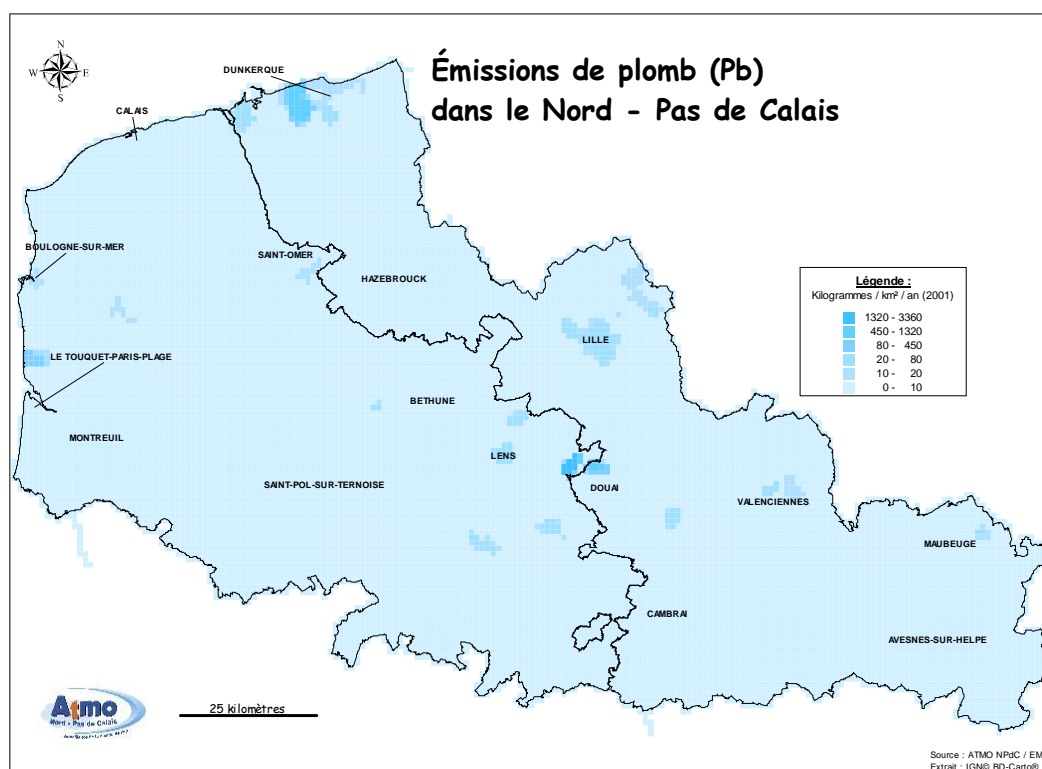 Émissions de plomb (Pb)
dans le Nord - Pas de Calais
N
W E
S
DUNKERQUE
CALAIS
BOULOGNE-SUR-MER
SAINT-OMER
HAZEBROUCK
LILLE
LE TOUQUET-PARIS-PLAGE
BETHUNE
MONTREUIL
LENS
SAINT-POL-SUR-TERNOISE
DOUAI
VALENCIENNES
MAUBEUGE
CAMBRAI
AVESNES-SUR-HELPE
Légende :
Kilogrammes / km² / an (2001)
1320 - 3360
450 - 1320
80 - 450
20 - 80
10 - 20
0 - 10
Atmo
Nord - Pas de Calais
25 kilomètres
Source : ATMO NPdC / EM
Extrait : IGN© BD-Carto®